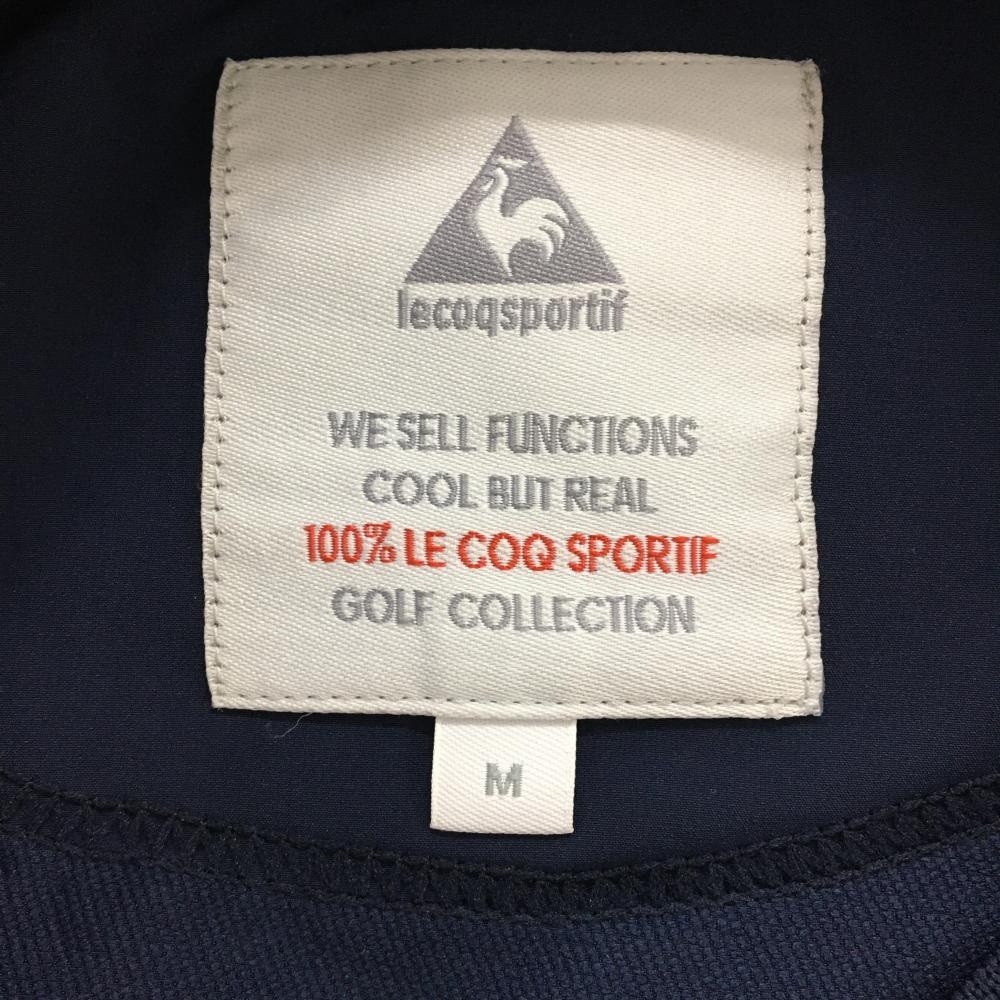 lecoqsportif
WE SELL FUNCTIONS
COOL BUT REAL
100% LE COQ SPORTIF
GOLF COLLECTION
M